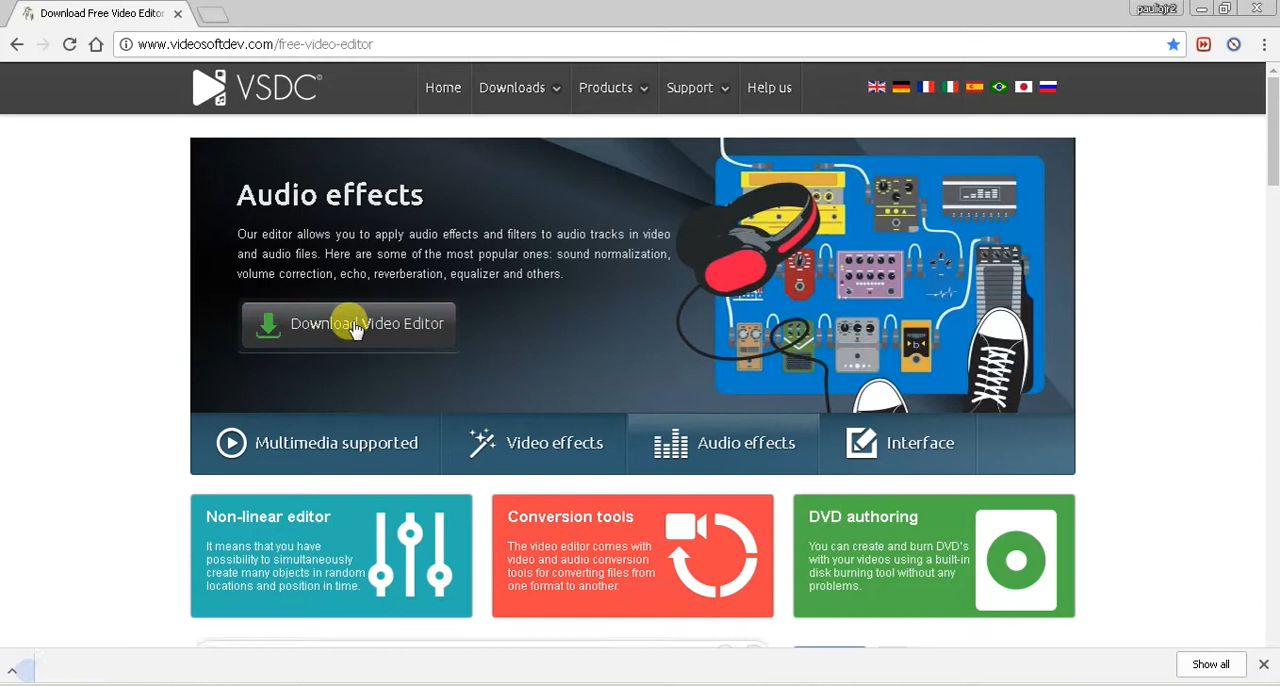 Download Free Video Editor
pauliojr2
www.videosoftdev.com/free-video-editor
VSDC
Home
Downloads
Products
Support
Help us
Audio effects
Our editor allows you to apply audio effects and filters to audio tracks in video
and audio files. Here are some of the most popular ones: sound normalization,
volume correction, echo, reverberation, equalizer and others.
Download Video Editor
Multimedia supported
Video effects
Audio effects
Interface
Non-linear editor
It means that you have
possibility to simultaneously
create many objects in random
locations and position in time.
Conversion tools
The video editor comes with
video and audio conversion
tools for converting files from
one format to another.
DVD authoring
You can create and burn DVD's
with your videos using a built-in
disk burning tool without any
problems.
Show all